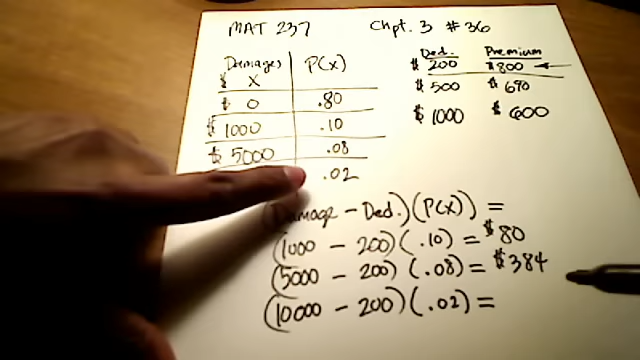 MAT 237 Chpt. 3 #36
Damages P(x) Ded. Premium
$ X $ 200 $800
$ 0 .80 $ 500 $ 690
$ 1000 .10 $ 1000 $ 600
$ 5000 .08
.02
(Damage - Ded.)(P(x)) =
(1000 - 200)(.10) = $80
(5000 - 200)(.08) = $384
(10000 - 200)(.02) =